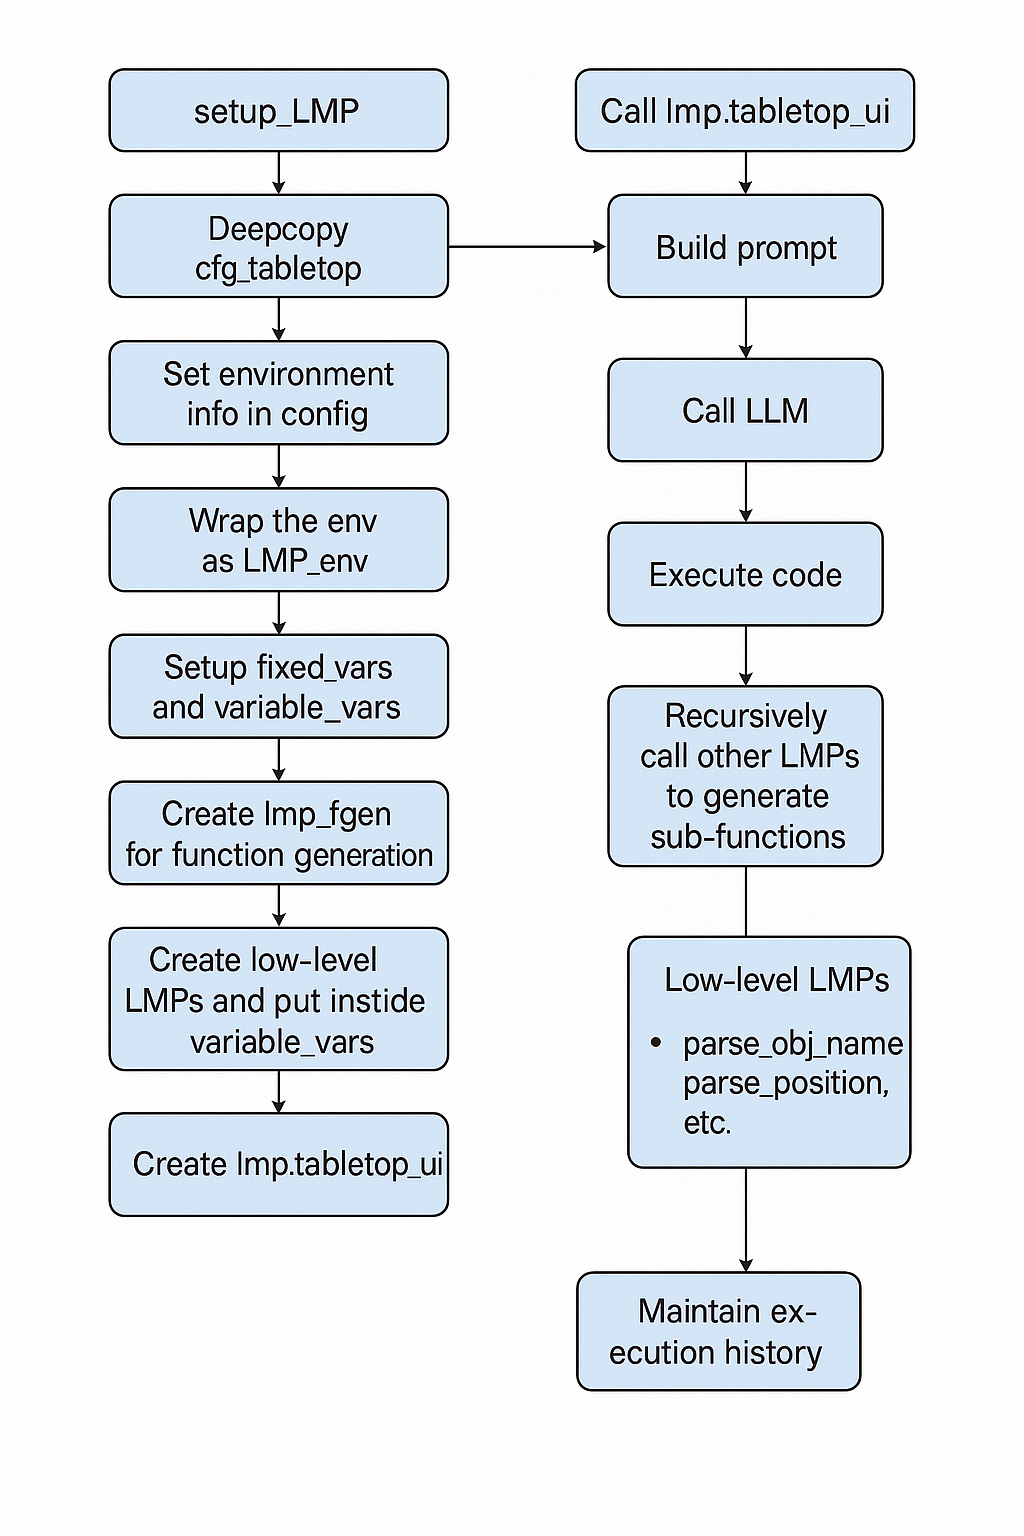 setup_LMP
Deepcopy
cfg_tabletop
Set environment
info in config
Wrap the env
as LMP_env
Setup fixed_vars
and variable_vars
Create lmp_fgen
for function generation
Create low-level
LMPs and put instide
variable_vars
Create lmp.tabletop_ui
Call lmp.tabletop_ui
Build prompt
Call LLM
Execute code
Recursively
call other LMPs
to generate
sub-functions
Low-level LMPs
• parse_obj_name
parse_position,
etc.
Maintain ex-
ecution history